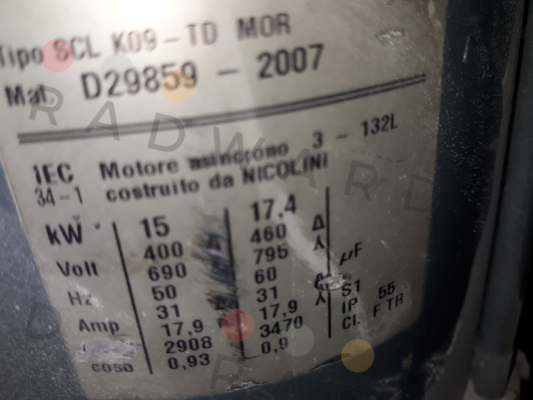 Tipo SCL K09-TD MOR
Mat. D29859 - 2007
IEC 34-1 Motore asincrono 3 ~ 132L
costruito da NICOLINI
kW 15 17,4
Volt 400 Δ 460 Δ
690 795 ⅄ µF
Hz 50 60
Amp 31 31 S1
17,9 17,9 ⅄ IP 55
2908 3470 Cl. F TR
cosφ 0,93 0,9
RADWARD